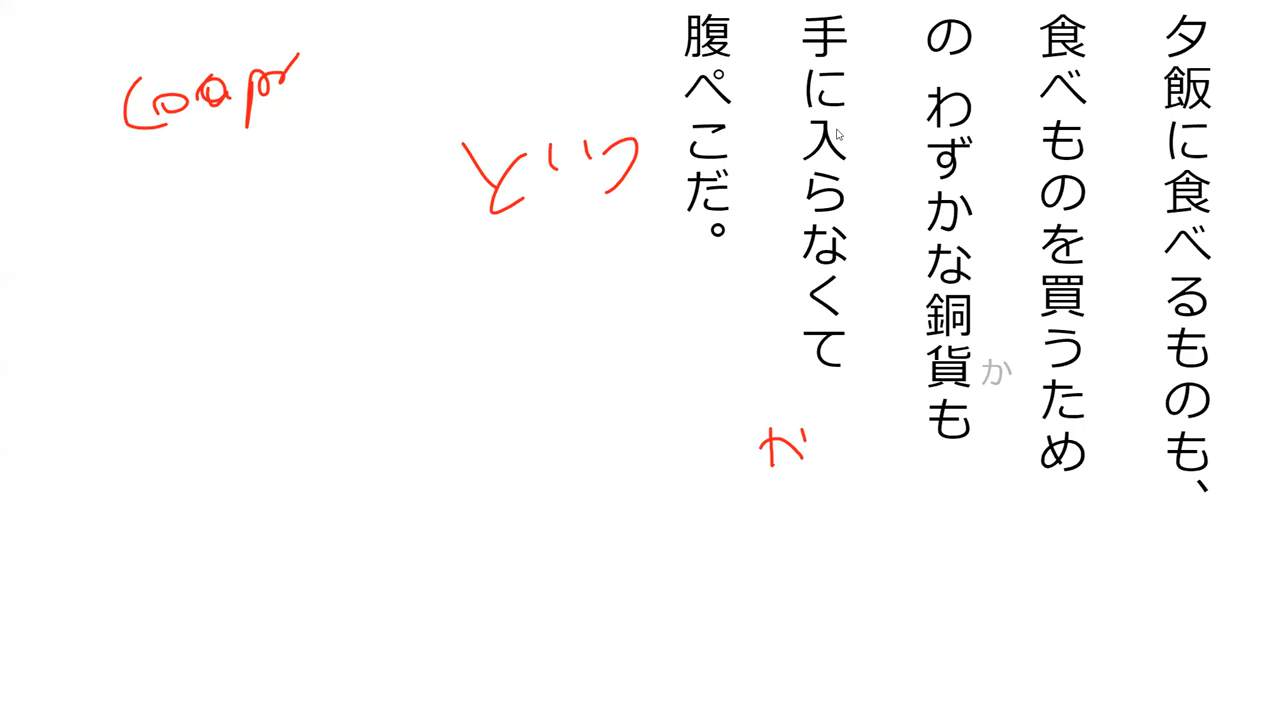 夕飯に食べるものも、
食べものを買うため
の わずかな銅貨も
か
手に入らなくて
腹ぺこだ。
が
といつ